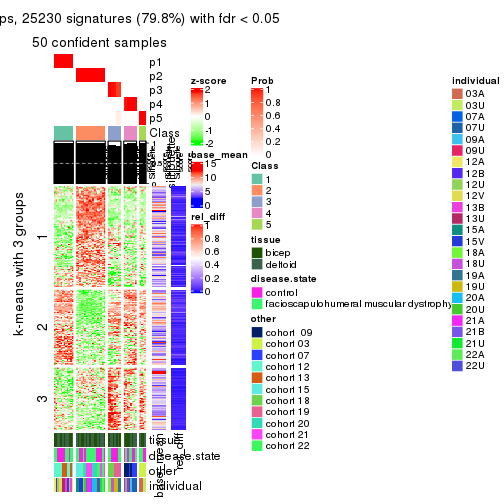 ps, 25230 signatures (79.8%) with fdr < 0.05
50 confident samples
p1
p2
p3
p4
p5
Class
k-means with 3 groups
1
2
3
tissue
disease.state
other
individual
base_mean
rel_diff
z-score
2
1
0
-1
-2
base_mean
15
10
5
0
rel_diff
1
0.8
0.6
0.4
0.2
0
Prob
1
0.8
0.6
0.4
0.2
0
Class
1
2
3
4
5
tissue
bicep
deltoid
disease.state
control
facioscapulohumeral muscular dystrophy
other
cohort 09
cohort 03
cohort 07
cohort 12
cohort 13
cohort 15
cohort 18
cohort 19
cohort 20
cohort 21
cohort 22
individual
03A
03U
07A
07U
09A
09U
12A
12B
12U
12V
13B
13U
15A
15V
18A
18U
19A
19U
20A
20U
21A
21B
21U
22A
22U